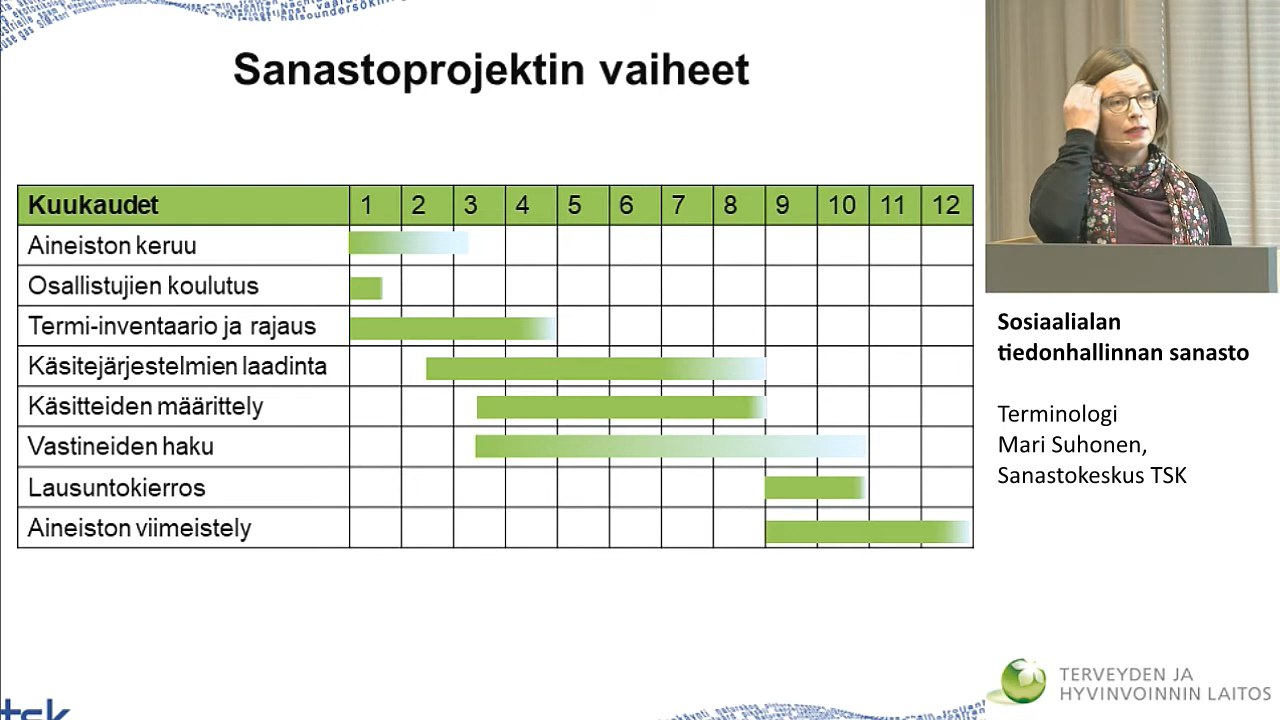 Sanastoprojektin vaiheet
Kuukaudet 1 2 3 4 5 6 7 8 9 10 11 12
Aineiston keruu
Osallistujien koulutus
Termi-inventaario ja rajaus
Käsitejärjestelmien laadinta
Käsitteiden määrittely
Vastineiden haku
Lausuntokierros
Aineiston viimeistely
Sosiaalialan
tiedonhallinnan sanasto
Terminologi
Mari Suhonen,
Sanastokeskus TSK
tsk
TERVEYDEN JA
HYVINVOINNIN LAITOS